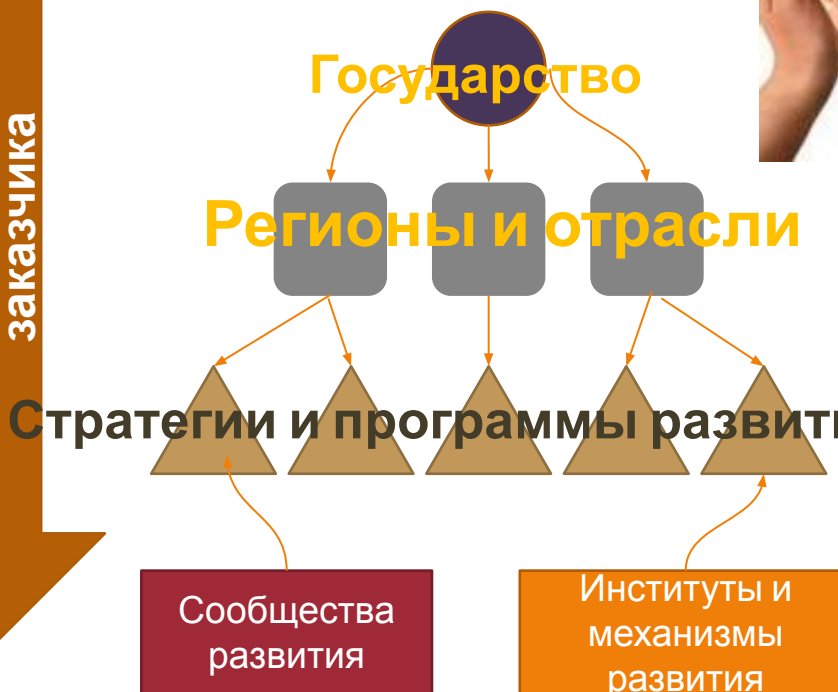 заказчика
Государство
Регионы и отрасли
Стратегии и программы развити
Сообщества
развития
Институты и
механизмы
развития